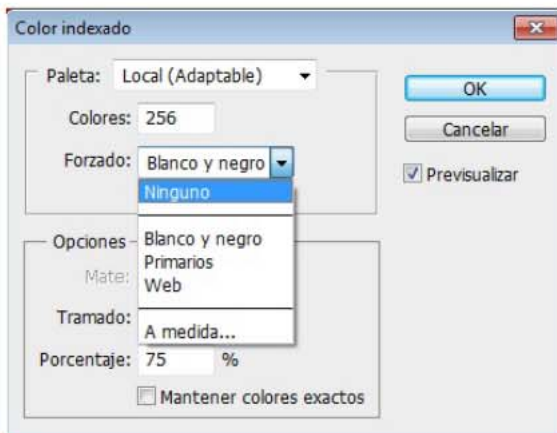 Color indexado
Paleta: Local (Adaptable)
Colores: 256
Forzado: Blanco y negro
Ninguno
Blanco y negro
Primarios
Web
A medida...
Opciones
Mate:
Tramado:
Porcentaje: 75 %
Mantener colores exactos
OK
Cancelar
Previsualizar